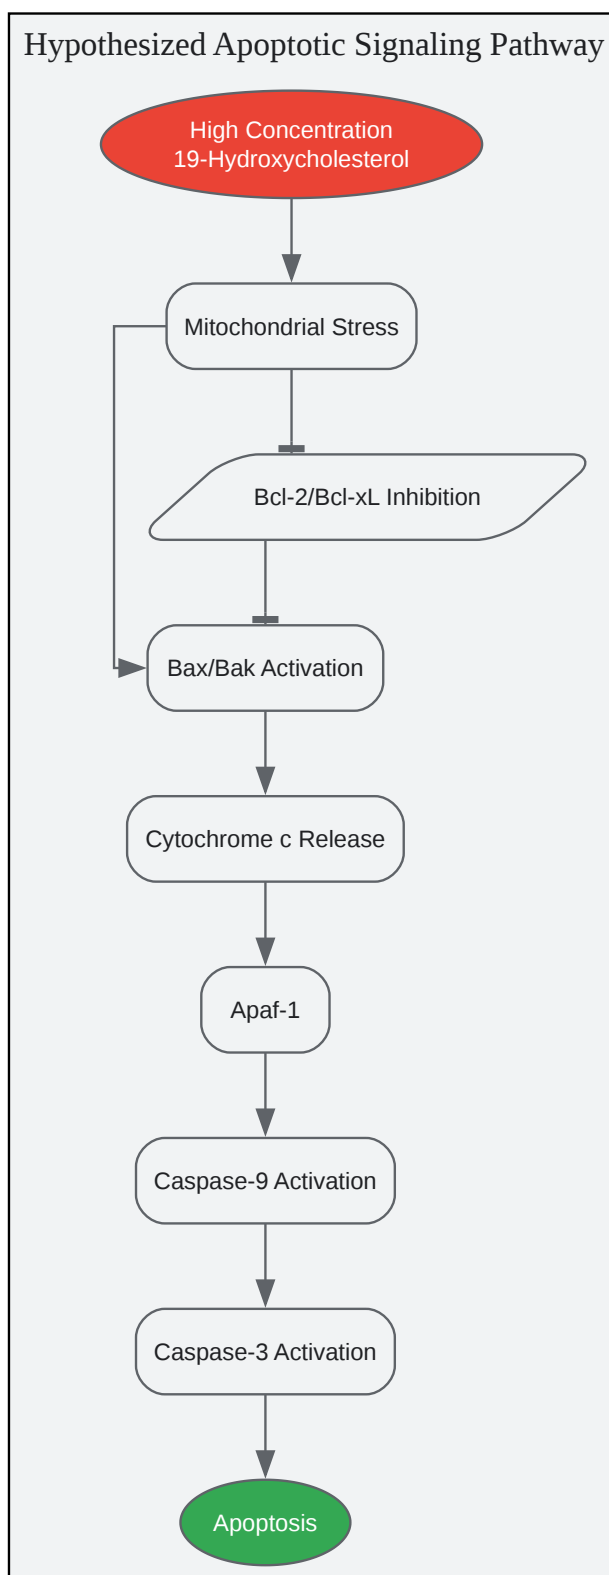 Hypothesized Apoptotic Signaling Pathway
High Concentration
19-Hydroxycholesterol
Mitochondrial Stress
Bcl-2/Bcl-xL Inhibition
Bax/Bak Activation
Cytochrome c Release
Apaf-1
Caspase-9 Activation
Caspase-3 Activation
Apoptosis